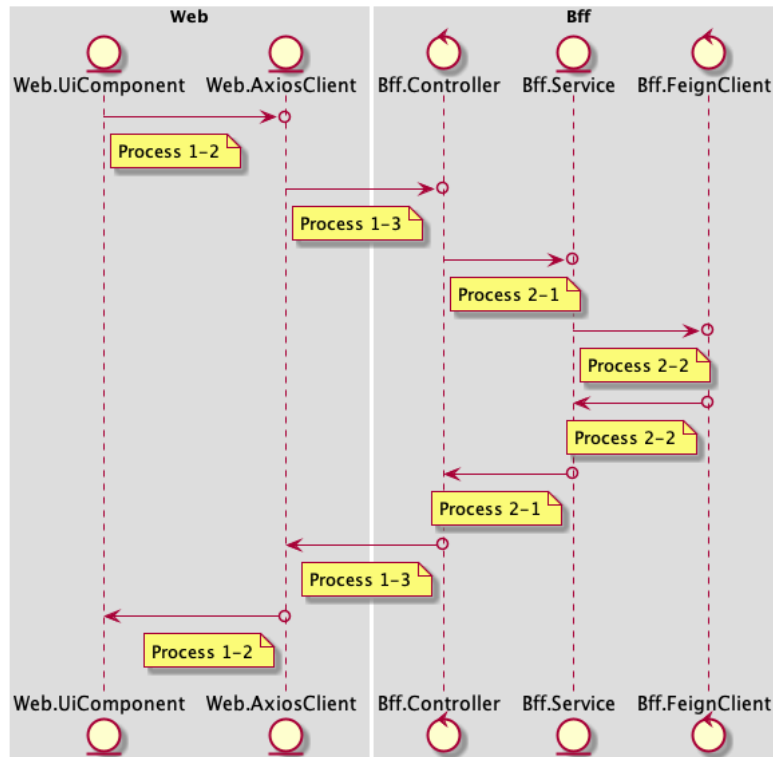 Web Bff
Web.UiComponent Web.AxiosClient Bff.Controller Bff.Service Bff.FeignClient
Process 1-2
Process 1-3
Process 2-1
Process 2-2
Process 2-2
Process 2-1
Process 1-3
Process 1-2
Web.UiComponent Web.AxiosClient Bff.Controller Bff.Service Bff.FeignClient